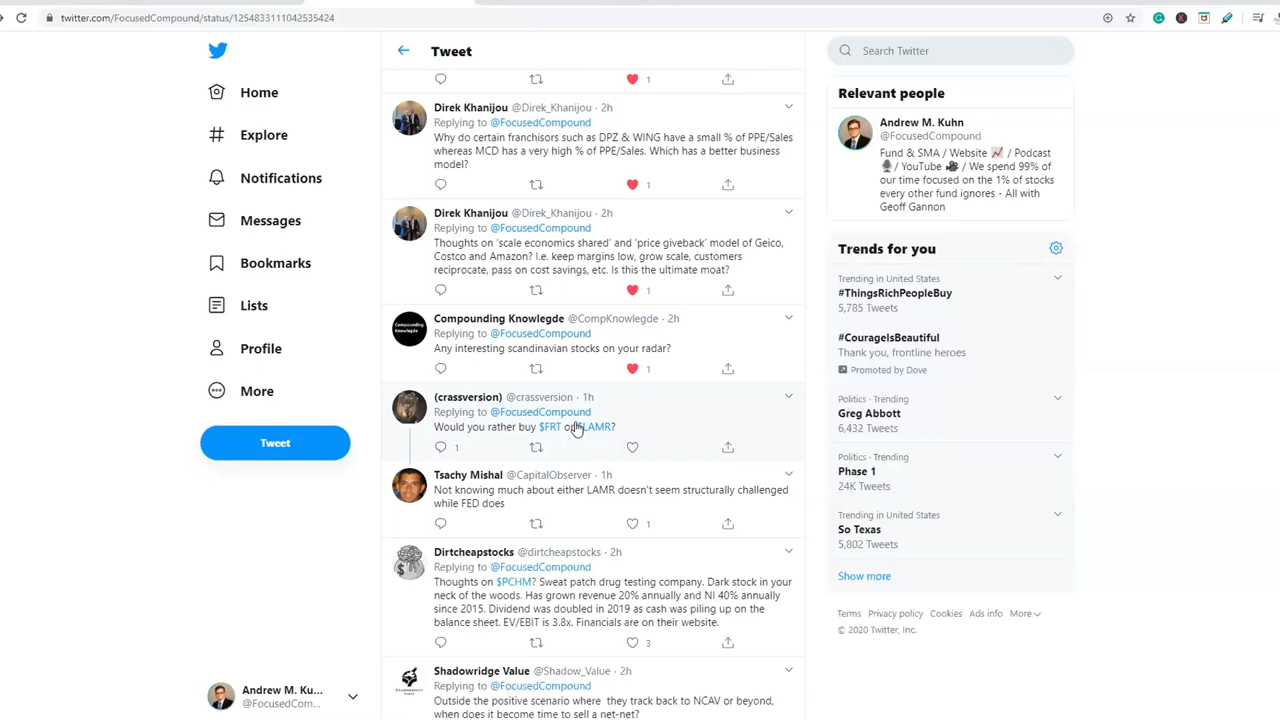 twitter.com/FocusedCompound/status/1254833111042535424
Home
Explore
Notifications
Messages
Bookmarks
Lists
Profile
More
Tweet
Andrew M. Ku...
@FocusedCom...
Tweet
1
Direk Khanijou @Direk_Khanijou · 2h
Replying to @FocusedCompound
Why do certain franchisors such as DPZ & WING have a small % of PPE/Sales
whereas MCD has a very high % of PPE/Sales. Which has a better business
model?
1
Direk Khanijou @Direk_Khanijou · 2h
Replying to @FocusedCompound
Thoughts on 'scale economics shared' and 'price giveback' model of Geico,
Costco and Amazon? I.e. keep margins low, grow scale, customers
reciprocate, pass on cost savings, etc. Is this the ultimate moat?
1
Compounding Knowlegde
Compounding Knowlegde @CompKnowlegde · 2h
Replying to @FocusedCompound
Any interesting scandinavian stocks on your radar?
1
(crassversion) @crassversion · 1h
Replying to @FocusedCompound
Would you rather buy $FRT or $LAMR?
1
Tsachy Mishal @CapitalObserver · 1h
Not knowing much about either LAMR doesn't seem structurally challenged
while FED does
1
Dirtcheapstocks @dirtcheapstocks · 2h
Replying to @FocusedCompound
Thoughts on $PCHM? Sweat patch drug testing company. Dark stock in your
neck of the woods. Has grown revenue 20% annually and NI 40% annually
since 2015. Dividend was doubled in 2019 as cash was piling up on the
balance sheet. EV/EBIT is 3.8x. Financials are on their website.
3
Shadowridge Value @Shadow_Value · 2h
Replying to @FocusedCompound
Outside the positive scenario where they track back to NCAV or beyond,
when does it become time to sell a net-net?
Search Twitter
Relevant people
Andrew M. Kuhn
@FocusedCompound
Fund & SMA / Website 📈 / Podcast
🎙️/ YouTube 🎥 / We spend 99% of
our time focused on the 1% of stocks
every other fund ignores - All with
Geoff Gannon
Trends for you
Trending in United States
#ThingsRichPeopleBuy
5,785 Tweets
#CourageIsBeautiful
Thank you, frontline heroes
Promoted by Dove
Politics · Trending
Greg Abbott
6,432 Tweets
Politics · Trending
Phase 1
24K Tweets
Trending in United States
So Texas
5,802 Tweets
Show more
Terms Privacy policy Cookies Ads info More
© 2020 Twitter, Inc.